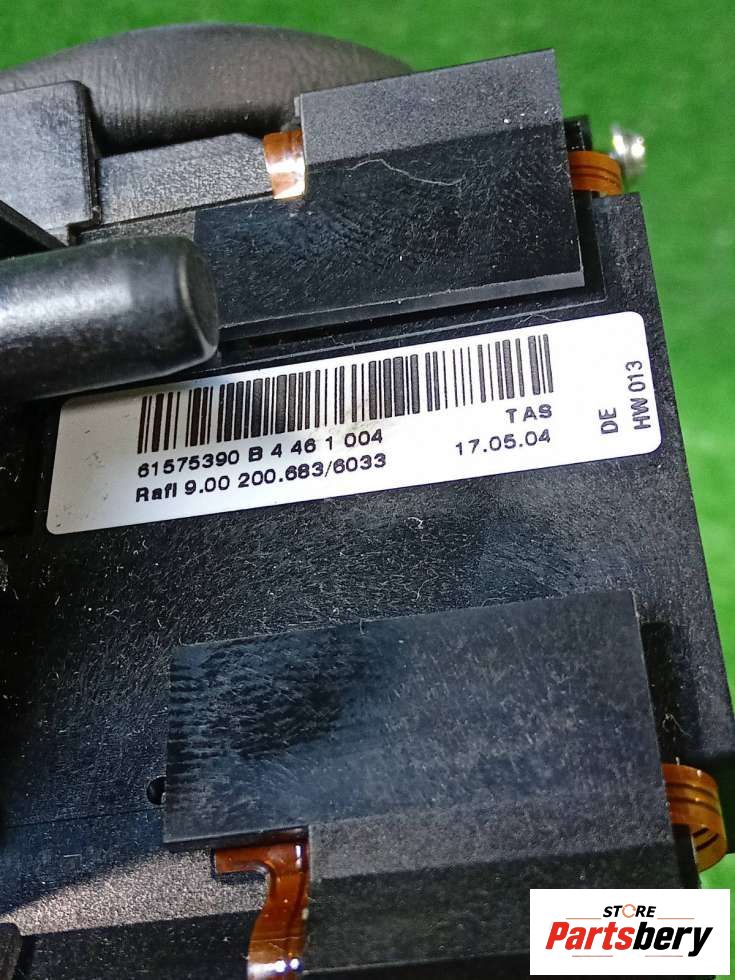 61575390 B 4 46 1 004
TAS
Rafi 9.00 200.683/6033
17.05.04
DE
HW 013
STORE
Partsbery